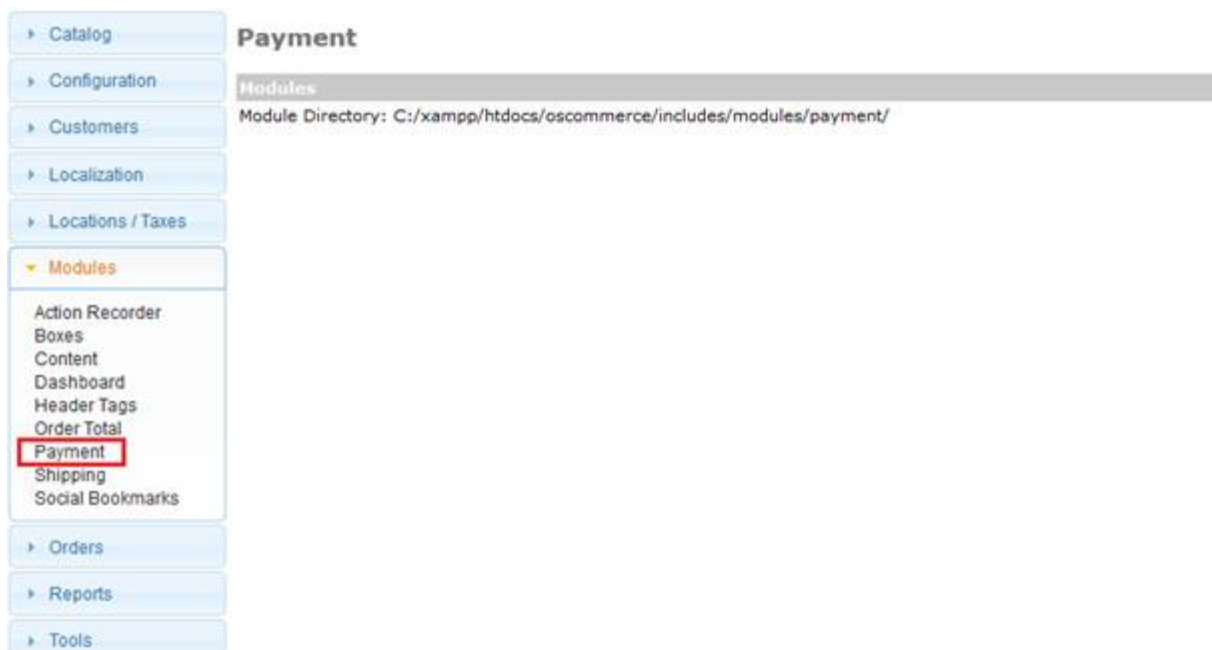 Catalog
Configuration
Customers
Localization
Locations / Taxes
Modules
Action Recorder
Boxes
Content
Dashboard
Header Tags
Order Total
Payment
Shipping
Social Bookmarks
Orders
Reports
Tools
Payment
Modules
Module Directory: C:/xampp/htdocs/oscommerce/includes/modules/payment/